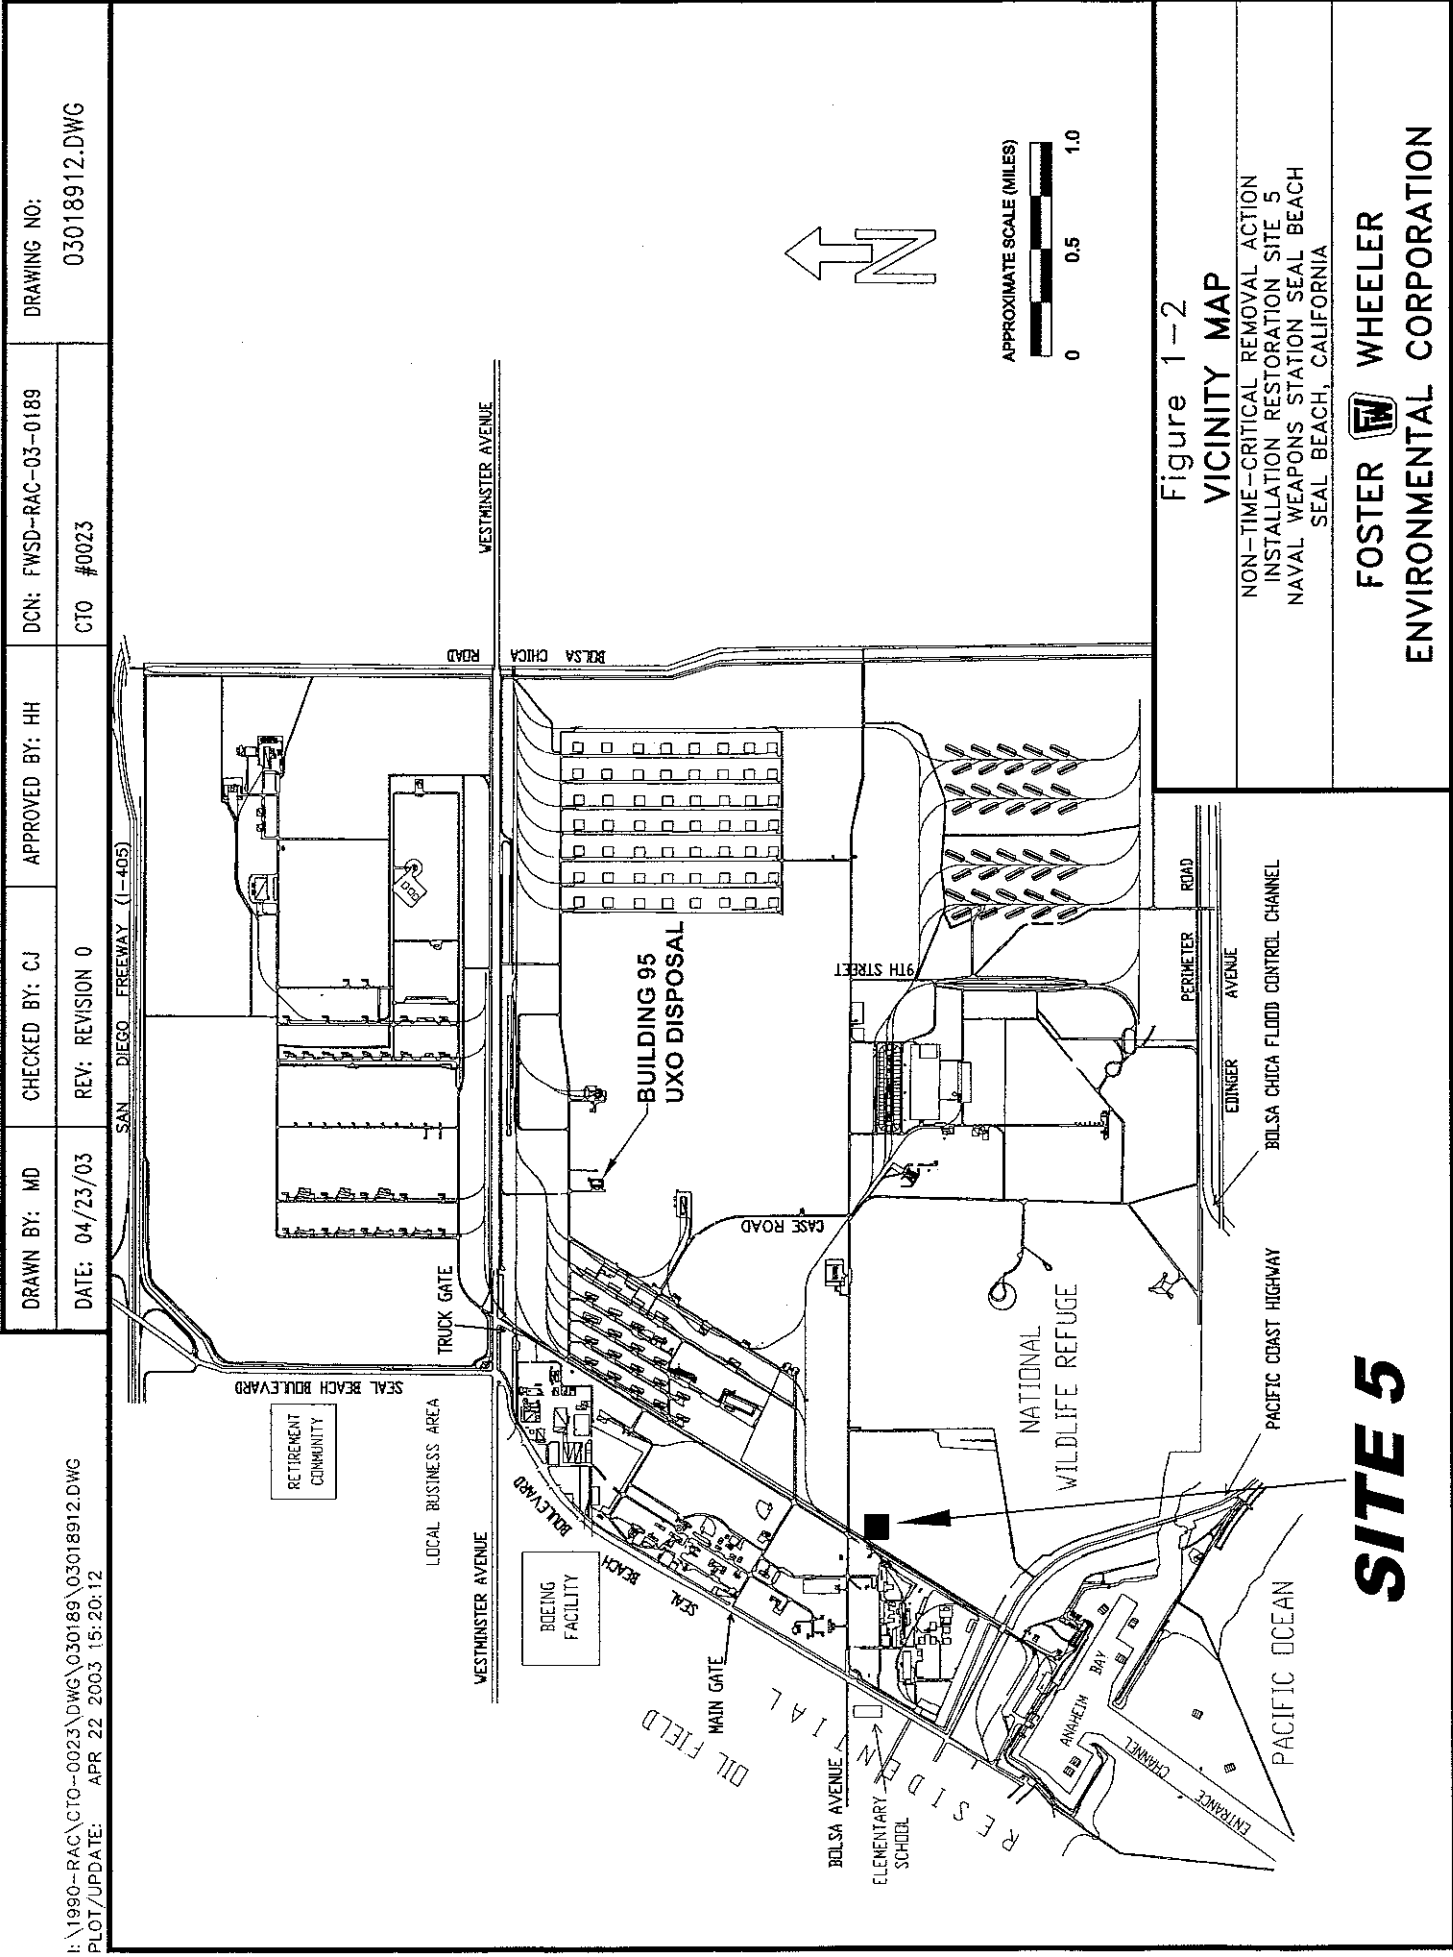 I:\1990-RAC\CTO-0023\DWG\030189\03018912.DWG
PLOT/UPDATE: APR 22 2003 15:20:12
DRAWN BY: MD
CHECKED BY: CJ
APPROVED BY: HH
DCN: FWSD-RAC-03-0189
DRAWING NO:
DATE: 04/23/03
REV: REVISION 0
CTO #0023
03018912.DWG
SAN DIEGO FREEWAY (I-405)
SEAL BEACH BOULEVARD
RETIREMENT
COMMUNITY
LOCAL BUSINESS AREA
TRUCK GATE
WESTMINSTER AVENUE
WESTMINSTER AVENUE
BOLSA CHICA ROAD
BOEING
FACILITY
SEAL BEACH BOULEVARD
BUILDING 95
UXO DISPOSAL
CASE ROAD
MAIN GATE
OIL FIELD
9TH STREET
BOLSA AVENUE
ELEMENTARY
SCHOOL
RESIDENTIAL
NATIONAL
WILDLIFE REFUGE
ANAHEIM BAY
ENTRANCE CHANNEL
PACIFIC OCEAN
PERIMETER ROAD
EDINGER AVENUE
BOLSA CHICA FLOOD CONTROL CHANNEL
PACIFIC COAST HIGHWAY
SITE 5
N
APPROXIMATE SCALE (MILES)
0 0.5 1.0
Figure 1-2
VICINITY MAP
NON-TIME-CRITICAL REMOVAL ACTION
INSTALLATION RESTORATION SITE 5
NAVAL WEAPONS STATION SEAL BEACH
SEAL BEACH, CALIFORNIA
FOSTER FW WHEELER
ENVIRONMENTAL CORPORATION